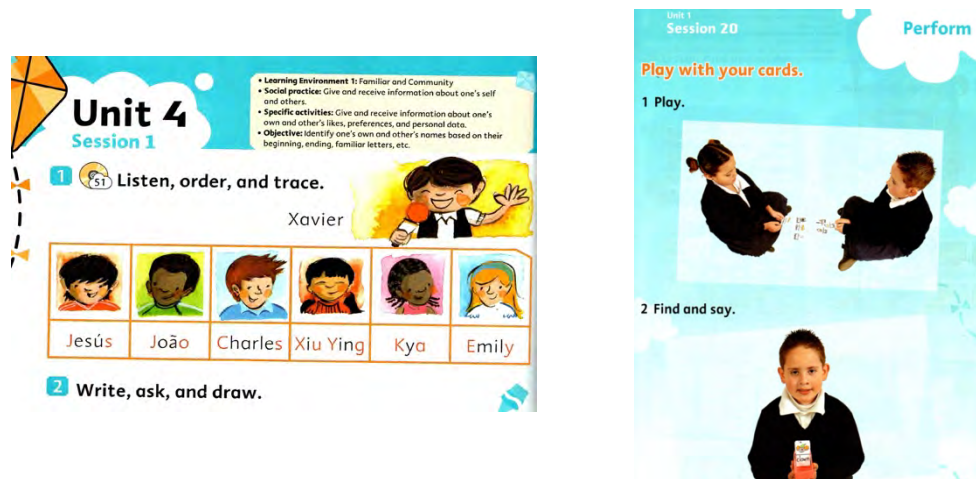 Unit 4
Session 1
• Learning Environment 1: Familiar and Community
• Social practice: Give and receive information about one's self
and others.
• Specific activities: Give and receive information about one's
own and other's likes, preferences, and personal data.
• Objective: Identify one's own and other's names based on their
beginning, ending, familiar letters, etc.
1 51 Listen, order, and trace.
Xavier
Jesús João Charles Xiu Ying Kya Emily
2 Write, ask, and draw.
Unit 1
Session 20
Perform
Play with your cards.
1 Play.
2 Find and say.